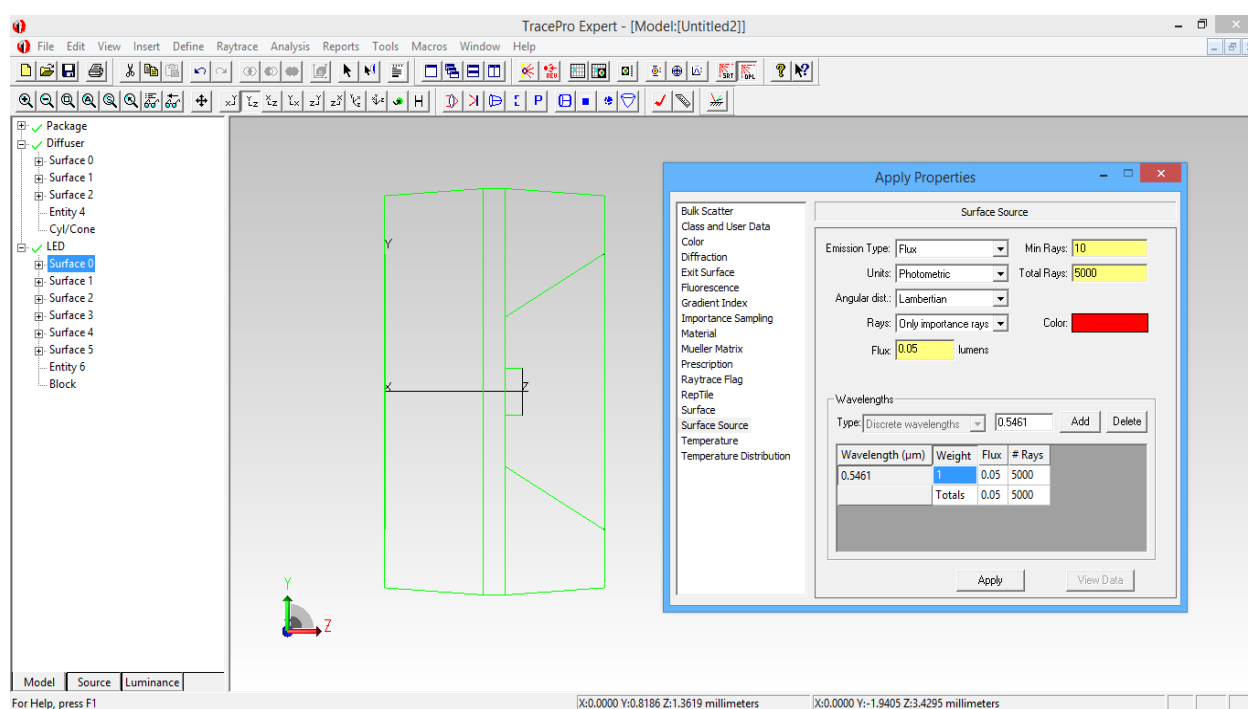 TracePro Expert - [Model:[Untitled2]]
File Edit View Insert Define Raytrace Analysis Reports Tools Macros Window Help
Package
Diffuser
Surface 0
Surface 1
Surface 2
Entity 4
Cyl/Cone
LED
Surface 0
Surface 1
Surface 2
Surface 3
Surface 4
Surface 5
Entity 6
Block
Model Source Luminance
Y
X
Z
Y
Z
Apply Properties
Bulk Scatter
Class and User Data
Color
Diffraction
Exit Surface
Fluorescence
Gradient Index
Importance Sampling
Material
Mueller Matrix
Prescription
Raytrace Flag
RepTile
Surface
Surface Source
Temperature
Temperature Distribution
Surface Source
Emission Type: Flux Min Rays: 10
Units: Photometric Total Rays: 5000
Angular dist.: Lambertian
Rays: Only importance rays Color:
Flux: 0.05 lumens
Wavelengths
Type: Discrete wavelengths 0.5461 Add Delete
Wavelength (µm) Weight Flux # Rays
0.5461 1 0.05 5000
Totals 0.05 5000
Apply View Data
For Help, press F1 X:0.0000 Y:0.8186 Z:1.3619 millimeters X:0.0000 Y:-1.9405 Z:3.4295 millimeters